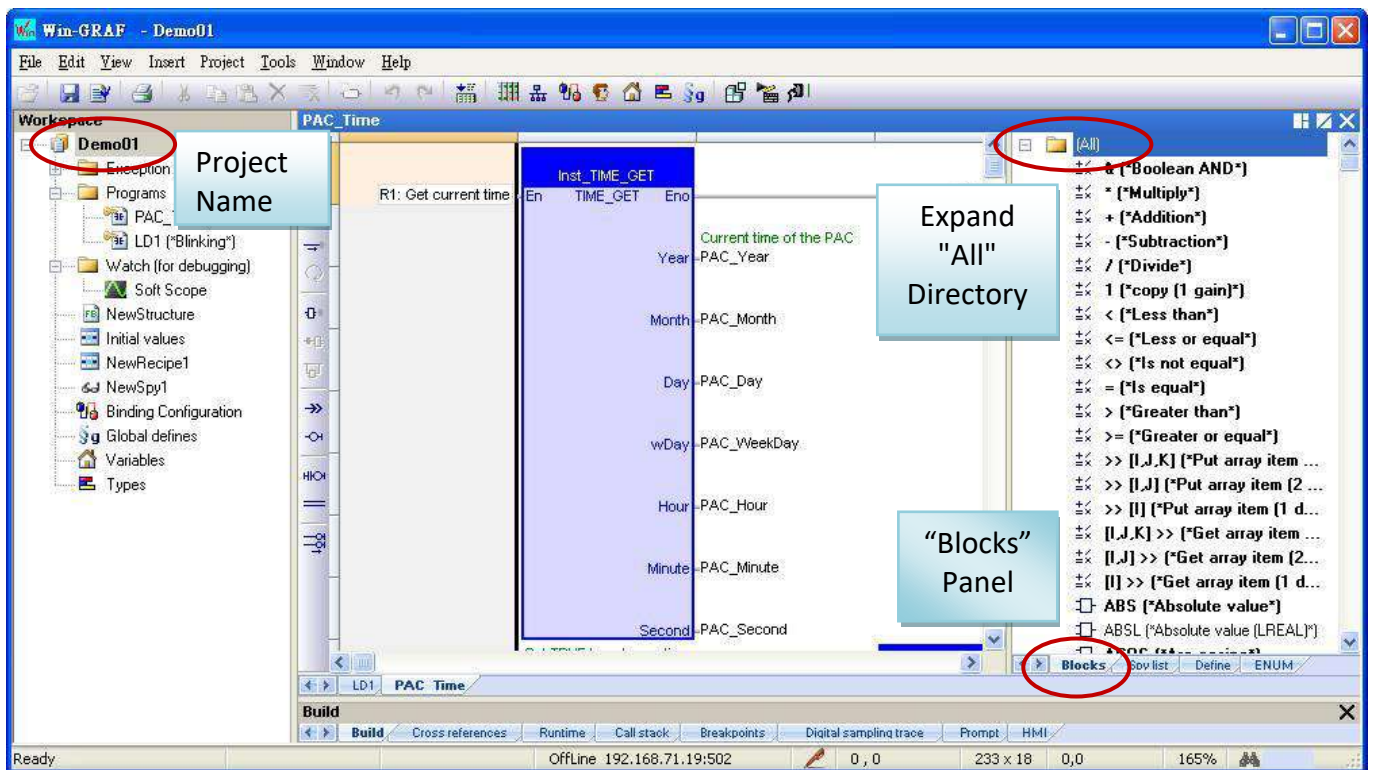 Win-GRAF - Demo01
File Edit View Insert Project Tools Window Help
Workspace
Demo01
Exception
Programs
PAC_
LD1 (*Blinking*)
Watch (for debugging)
Soft Scope
NewStructure
Initial values
NewRecipe1
NewSpy1
Binding Configuration
Global defines
Variables
Types
Project
Name
PAC_Time
R1: Get current time
Inst_TIME_GET
En TIME_GET Eno
Current time of the PAC
Year PAC_Year
Month PAC_Month
Day PAC_Day
wDay PAC_WeekDay
Hour PAC_Hour
Minute PAC_Minute
Second PAC_Second
Expand
"All"
Directory
“Blocks”
Panel
(All)
& (*Boolean AND*)
* (*Multiply*)
+ (*Addition*)
- (*Subtraction*)
/ (*Divide*)
1 (*copy (1 gain)*)
< (*Less than*)
<= (*Less or equal*)
<> (*Is not equal*)
= (*Is equal*)
> (*Greater than*)
>= (*Greater or equal*)
>> [I,J,K] (*Put array item ...
>> [I,J] (*Put array item (2 ...
>> [I] (*Put array item (1 d...
[I,J,K] >> (*Get array item ...
[I,J] >> (*Get array item (2...
[I] >> (*Get array item (1 d...
ABS (*Absolute value*)
ABSL (*Absolute value (LREAL)*)
Blocks Spy list Define ENUM
LD1 PAC_Time
Build
Build Cross references Runtime Call stack Breakpoints Digital sampling trace Prompt HMI
Ready OffLine 192.168.71.19:502 0 , 0 233 x 18 0,0 165%